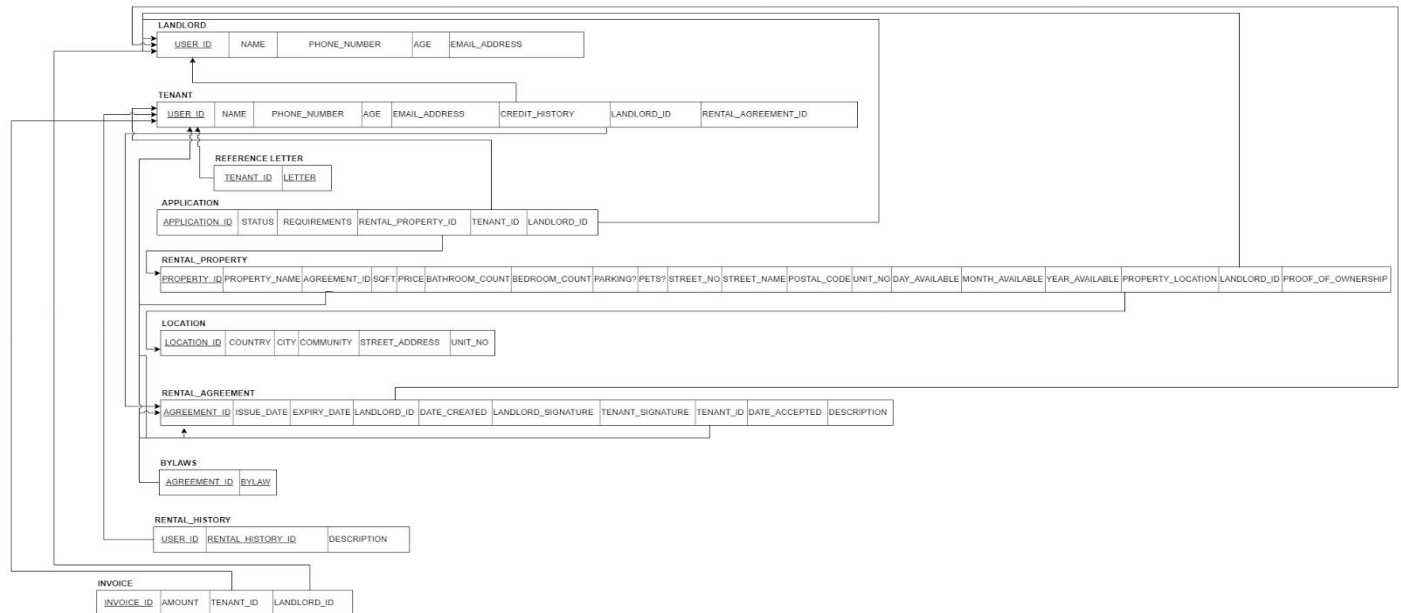 LANDLORD
USER_ID NAME PHONE_NUMBER AGE EMAIL_ADDRESS
TENANT
USER_ID NAME PHONE_NUMBER AGE EMAIL_ADDRESS CREDIT_HISTORY LANDLORD_ID RENTAL_AGREEMENT_ID
REFERENCE LETTER
TENANT_ID LETTER
APPLICATION
APPLICATION_ID STATUS REQUIREMENTS RENTAL_PROPERTY_ID TENANT_ID LANDLORD_ID
RENTAL_PROPERTY
PROPERTY_ID PROPERTY_NAME AGREEMENT_ID SQFT PRICE BATHROOM_COUNT BEDROOM_COUNT PARKING? PETS? STREET_NO STREET_NAME POSTAL_CODE UNIT_NO DAY_AVAILABLE MONTH_AVAILABLE YEAR_AVAILABLE PROPERTY_LOCATION LANDLORD_ID PROOF_OF_OWNERSHIP
LOCATION
LOCATION_ID COUNTRY CITY COMMUNITY STREET_ADDRESS UNIT_NO
RENTAL_AGREEMENT
AGREEMENT_ID ISSUE_DATE EXPIRY_DATE LANDLORD_ID DATE_CREATED LANDLORD_SIGNATURE TENANT_SIGNATURE TENANT_ID DATE_ACCEPTED DESCRIPTION
BYLAWS
AGREEMENT_ID BYLAW
RENTAL_HISTORY
USER_ID RENTAL_HISTORY_ID DESCRIPTION
INVOICE
INVOICE_ID AMOUNT TENANT_ID LANDLORD_ID